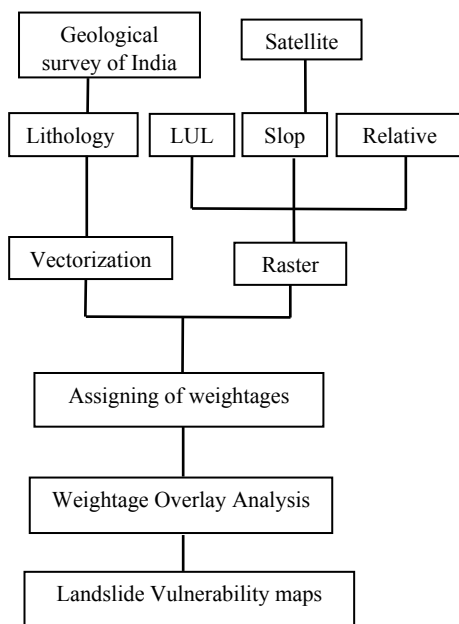 Geological
survey of India
Satellite
Lithology
LUL
Slop
Relative
Vectorization
Raster
Assigning of weightages
Weightage Overlay Analysis
Landslide Vulnerability maps